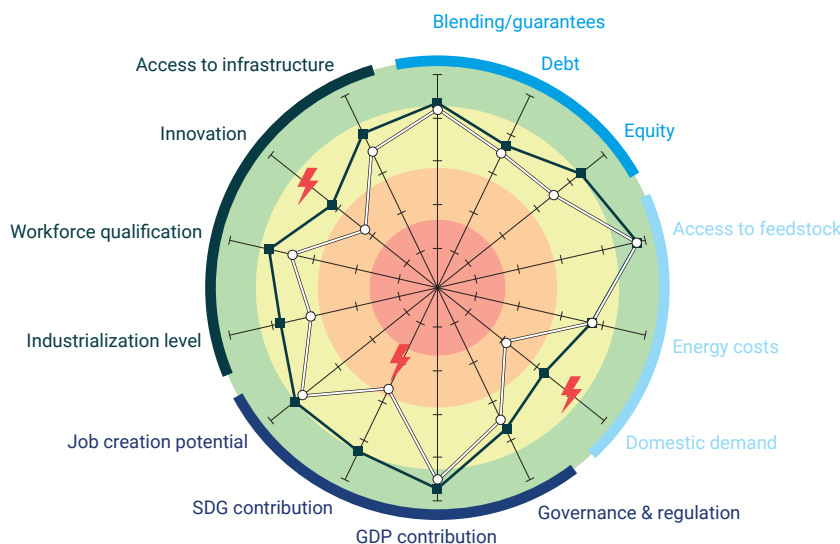 Blending/guarantees
Access to infrastructure
Debt
Innovation
Equity
Workforce qualification
Access to feedstock
Industrialization level
Energy costs
Job creation potential
Domestic demand
SDG contribution
Governance & regulation
GDP contribution